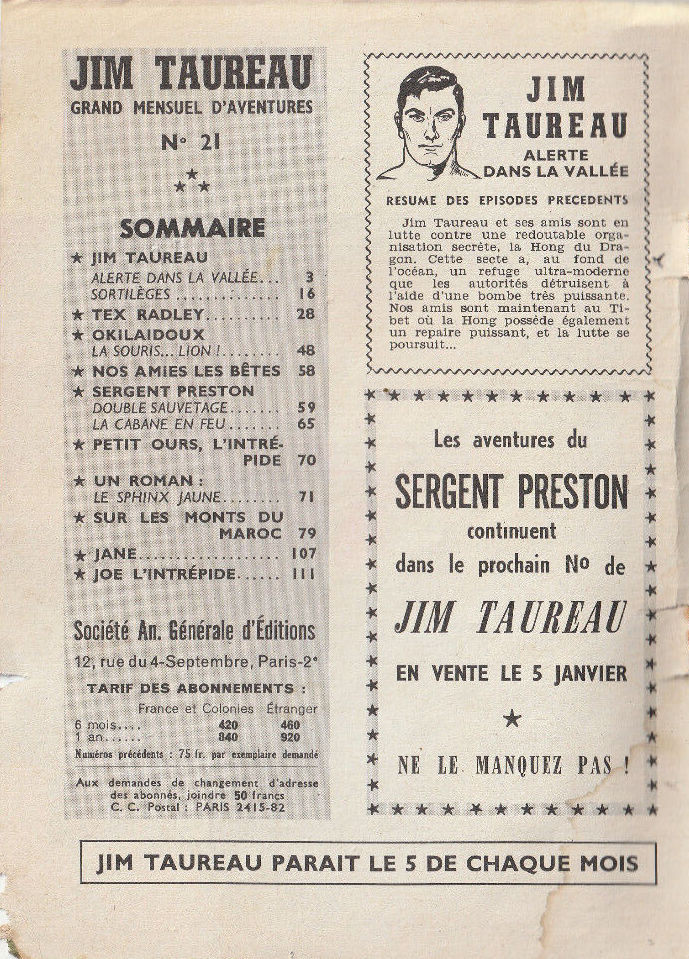 JIM TAUREAU
GRAND MENSUEL D'AVENTURES
No 21
SOMMAIRE
★ JIM TAUREAU
ALERTE DANS LA VALLÉE... 3
SORTILÈGES ............. 16
★ TEX RADLEY.......... 28
★ OKILAIDOUX
LA SOURIS... LION !........ 48
★ NOS AMIES LES BÊTES 58
★ SERGENT PRESTON
DOUBLE SAUVETAGE....... 59
LA CABANE EN FEU....... 65
★ PETIT OURS, L'INTRÉ-
PIDE 70
★ UN ROMAN :
LE SPHINX JAUNE........ 71
★ SUR LES MONTS DU
MAROC 79
★ JANE................... 107
★ JOE L'INTRÉPIDE...... 111
Société An. Générale d'Éditions
12, rue du 4-Septembre, Paris-2e
TARIF DES ABONNEMENTS :
France et Colonies Étranger
6 mois.... 420 460
1 an...... 840 920
Numéros précédents : 75 fr. par exemplaire demandé
Aux demandes de changement d'adresse
des abonnés, joindre 50 francs
C. C. Postal : PARIS 2415-82
JIM
TAUREAU
ALERTE
DANS LA VALLÉE
RESUME DES EPISODES PRECEDENTS
Jim Taureau et ses amis sont en
lutte contre une redoutable orga-
nisation secrète, la Hong du Dra-
gon. Cette secte a, au fond de
l'océan, un refuge ultra-moderne
que les autorités détruisent à
l'aide d'une bombe très puissante.
Nos amis sont maintenant au Ti-
bet où la Hong possède également
un repaire puissant, et la lutte se
poursuit...
Les aventures du
SERGENT PRESTON
continuent
dans le prochain No de
JIM TAUREAU
EN VENTE LE 5 JANVIER
★
NE LE MANQUEZ PAS !
JIM TAUREAU PARAIT LE 5 DE CHAQUE MOIS